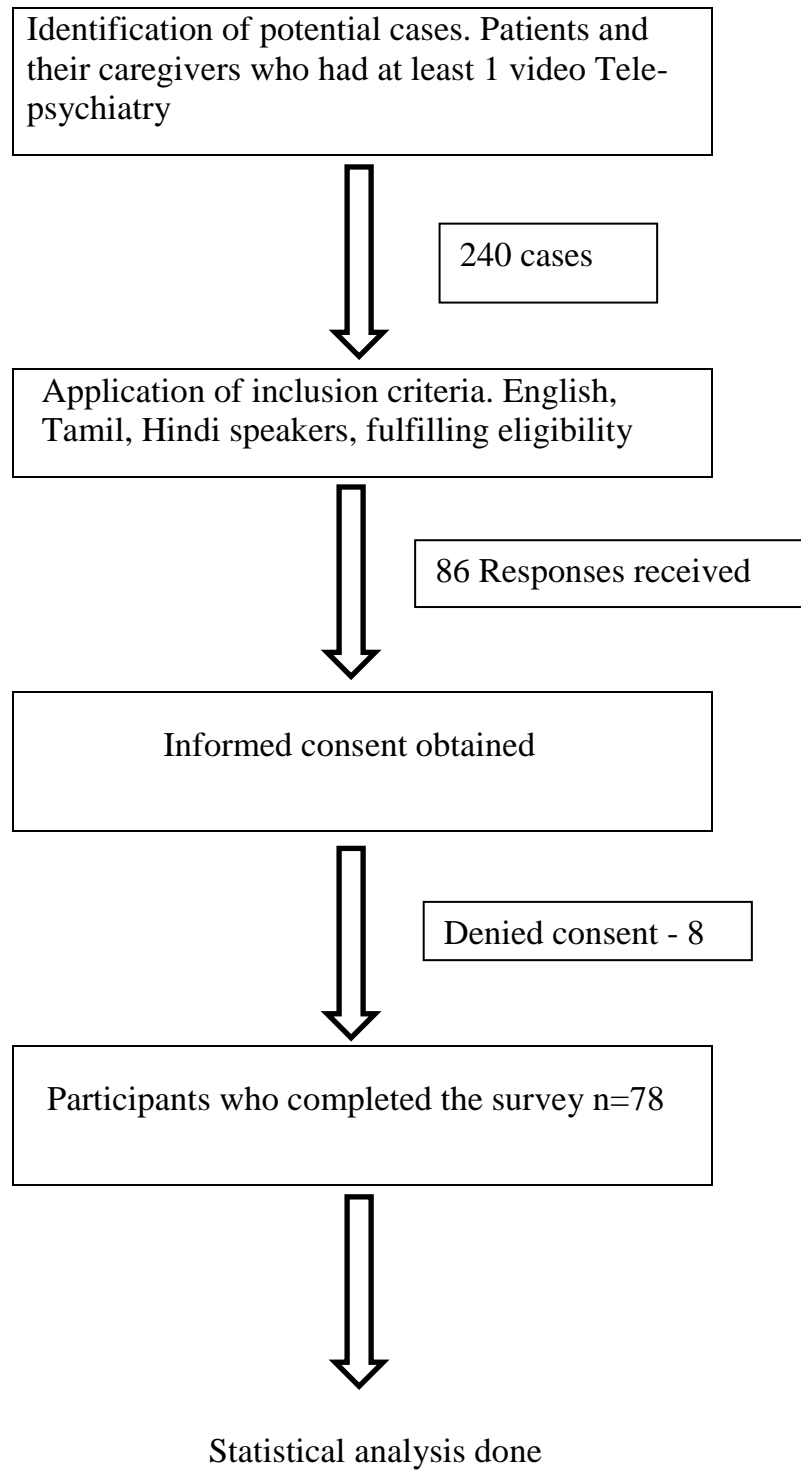 Identification of potential cases. Patients and
their caregivers who had at least 1 video Tele-
psychiatry
240 cases
Application of inclusion criteria. English,
Tamil, Hindi speakers, fulfilling eligibility
86 Responses received
Informed consent obtained
Denied consent - 8
Participants who completed the survey n=78
Statistical analysis done